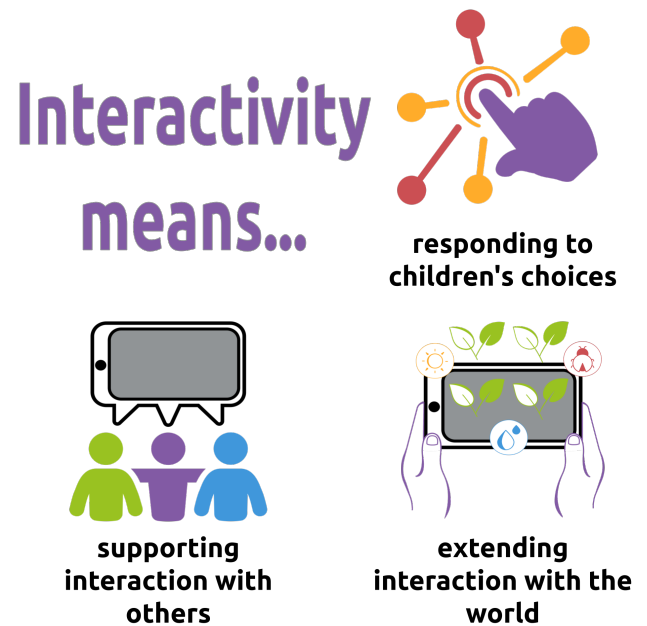 Interactivity
means...
responding to
children's choices
supporting
interaction with
others
extending
interaction with the
world